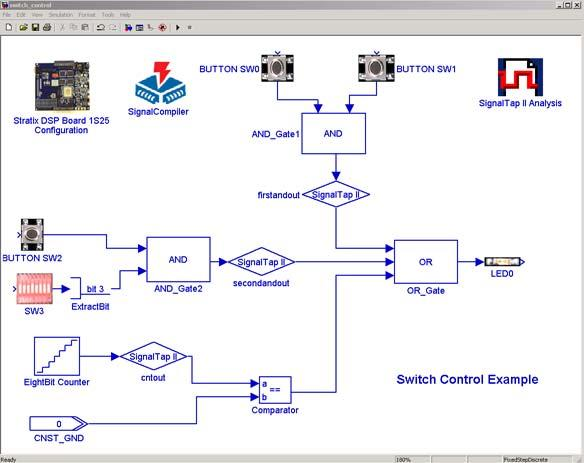 switch_control
File Edit View Simulation Format Tools Help
BUTTON SW0
BUTTON SW1
Stratix DSP Board 1S25
Configuration
SignalCompiler
SignalTap II Analysis
AND_Gate1
AND
firstandout
SignalTap II
BUTTON SW2
AND
AND_Gate2
SignalTap II
secondandout
OR
OR_Gate
LED0
SW3
bit 3
ExtractBit
EightBit Counter
SignalTap II
cntout
a
==
b
Comparator
Switch Control Example
0
CNST_GND
Ready
180%
FixedStepDiscrete